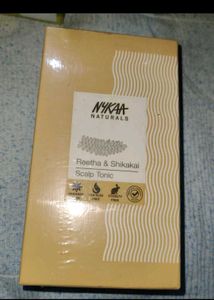 NYKAA
NATURALS
Reetha & Shikakai
Scalp Tonic